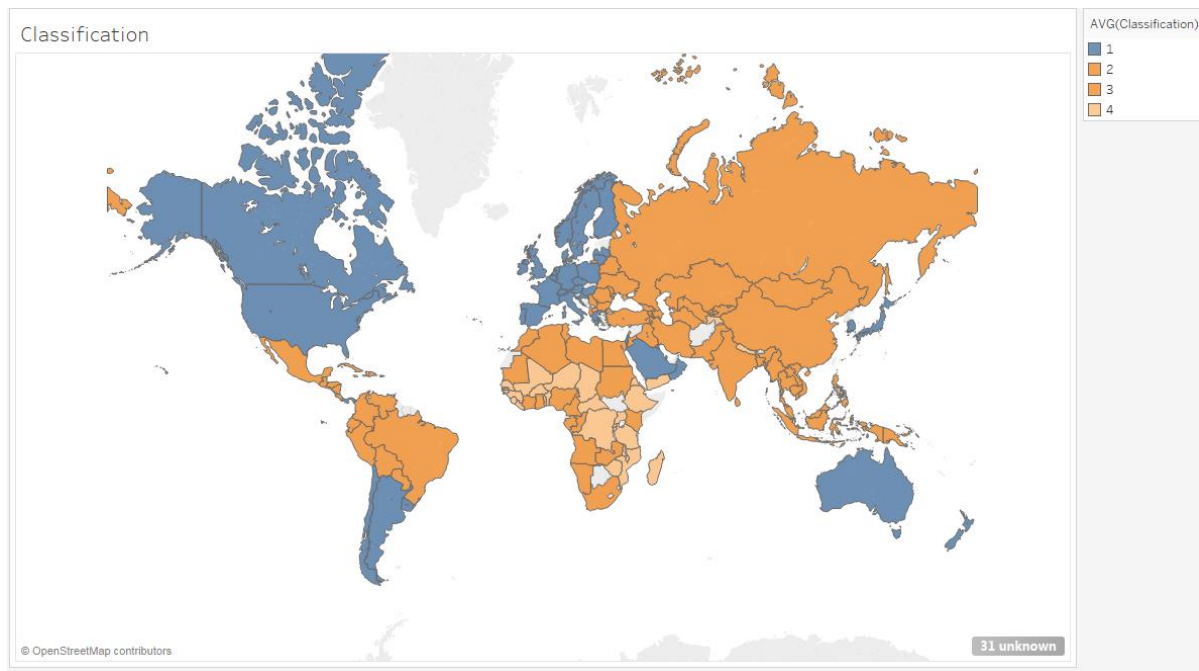 Classification
AVG(Classification)
1
2
3
4
© OpenStreetMap contributors
31 unknown